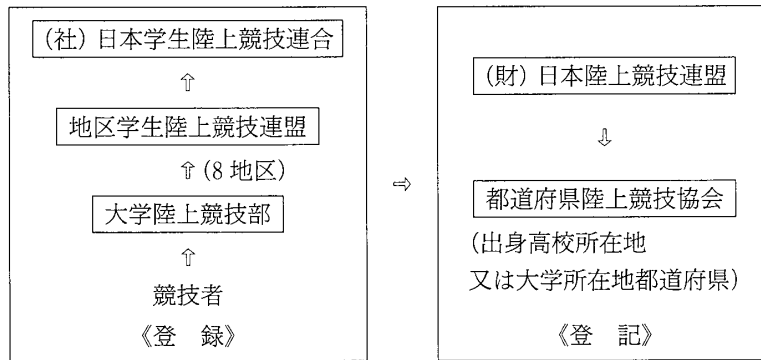 (社)日本学生陸上競技連合
⇧
地区学生陸上競技連盟
⇧(8地区)
大学陸上競技部
⇧
競技者
《登 録》
⇨
(財)日本陸上競技連盟
⇩
都道府県陸上競技協会
(出身高校所在地
又は大学所在地都道府県)
《登 記》